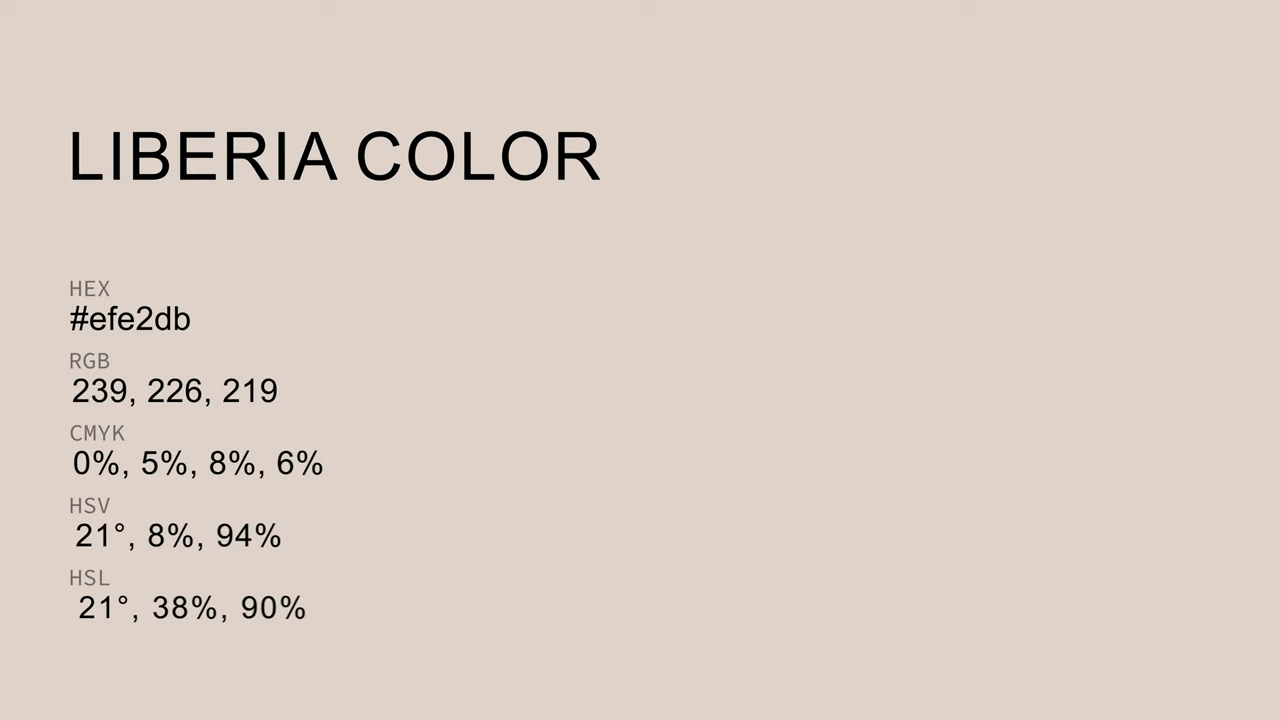 LIBERIA COLOR
HEX
#efe2db
RGB
239, 226, 219
CMYK
0%, 5%, 8%, 6%
HSV
21°, 8%, 94%
HSL
21°, 38%, 90%